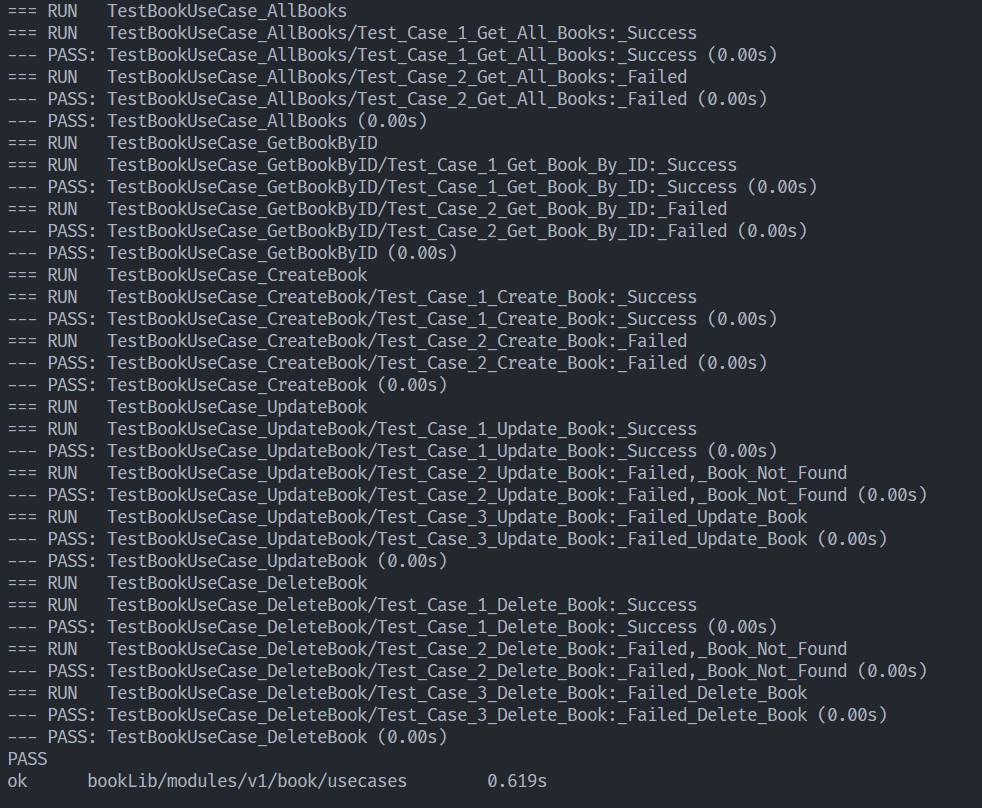 === RUN   TestBookUseCase_AllBooks
=== RUN   TestBookUseCase_AllBooks/Test_Case_1_Get_All_Books:_Success
--- PASS: TestBookUseCase_AllBooks/Test_Case_1_Get_All_Books:_Success (0.00s)
=== RUN   TestBookUseCase_AllBooks/Test_Case_2_Get_All_Books:_Failed
--- PASS: TestBookUseCase_AllBooks/Test_Case_2_Get_All_Books:_Failed (0.00s)
--- PASS: TestBookUseCase_AllBooks (0.00s)
=== RUN   TestBookUseCase_GetBookByID
=== RUN   TestBookUseCase_GetBookByID/Test_Case_1_Get_Book_By_ID:_Success
--- PASS: TestBookUseCase_GetBookByID/Test_Case_1_Get_Book_By_ID:_Success (0.00s)
=== RUN   TestBookUseCase_GetBookByID/Test_Case_2_Get_Book_By_ID:_Failed
--- PASS: TestBookUseCase_GetBookByID/Test_Case_2_Get_Book_By_ID:_Failed (0.00s)
--- PASS: TestBookUseCase_GetBookByID (0.00s)
=== RUN   TestBookUseCase_CreateBook
=== RUN   TestBookUseCase_CreateBook/Test_Case_1_Create_Book:_Success
--- PASS: TestBookUseCase_CreateBook/Test_Case_1_Create_Book:_Success (0.00s)
=== RUN   TestBookUseCase_CreateBook/Test_Case_2_Create_Book:_Failed
--- PASS: TestBookUseCase_CreateBook/Test_Case_2_Create_Book:_Failed (0.00s)
--- PASS: TestBookUseCase_CreateBook (0.00s)
=== RUN   TestBookUseCase_UpdateBook
=== RUN   TestBookUseCase_UpdateBook/Test_Case_1_Update_Book:_Success
--- PASS: TestBookUseCase_UpdateBook/Test_Case_1_Update_Book:_Success (0.00s)
=== RUN   TestBookUseCase_UpdateBook/Test_Case_2_Update_Book:_Failed,_Book_Not_Found
--- PASS: TestBookUseCase_UpdateBook/Test_Case_2_Update_Book:_Failed,_Book_Not_Found (0.00s)
=== RUN   TestBookUseCase_UpdateBook/Test_Case_3_Update_Book:_Failed_Update_Book
--- PASS: TestBookUseCase_UpdateBook/Test_Case_3_Update_Book:_Failed_Update_Book (0.00s)
--- PASS: TestBookUseCase_UpdateBook (0.00s)
=== RUN   TestBookUseCase_DeleteBook
=== RUN   TestBookUseCase_DeleteBook/Test_Case_1_Delete_Book:_Success
--- PASS: TestBookUseCase_DeleteBook/Test_Case_1_Delete_Book:_Success (0.00s)
=== RUN   TestBookUseCase_DeleteBook/Test_Case_2_Delete_Book:_Failed,_Book_Not_Found
--- PASS: TestBookUseCase_DeleteBook/Test_Case_2_Delete_Book:_Failed,_Book_Not_Found (0.00s)
=== RUN   TestBookUseCase_DeleteBook/Test_Case_3_Delete_Book:_Failed_Delete_Book
--- PASS: TestBookUseCase_DeleteBook/Test_Case_3_Delete_Book:_Failed_Delete_Book (0.00s)
--- PASS: TestBookUseCase_DeleteBook (0.00s)
PASS
ok      bookLib/modules/v1/book/usecases        0.619s